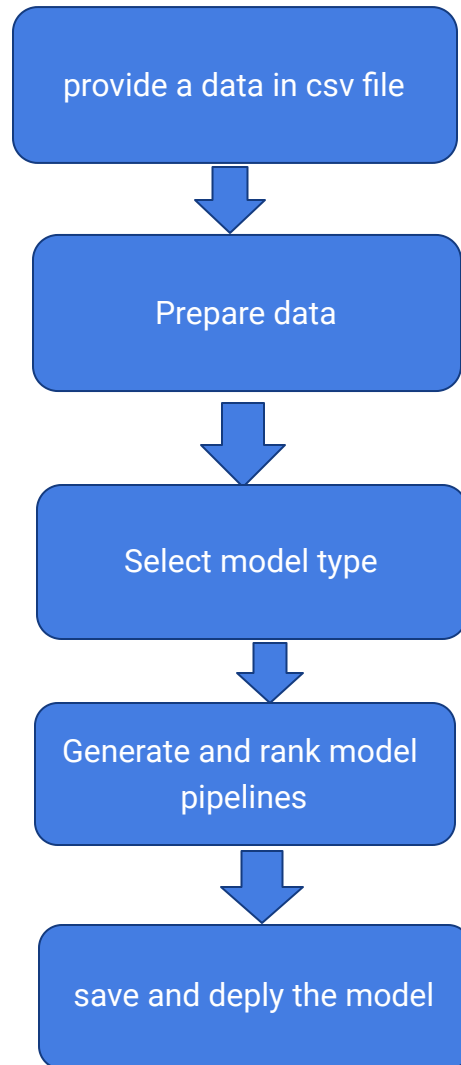 provide a data in csv file
Prepare data
Select model type
Generate and rank model
pipelines
save and deply the model